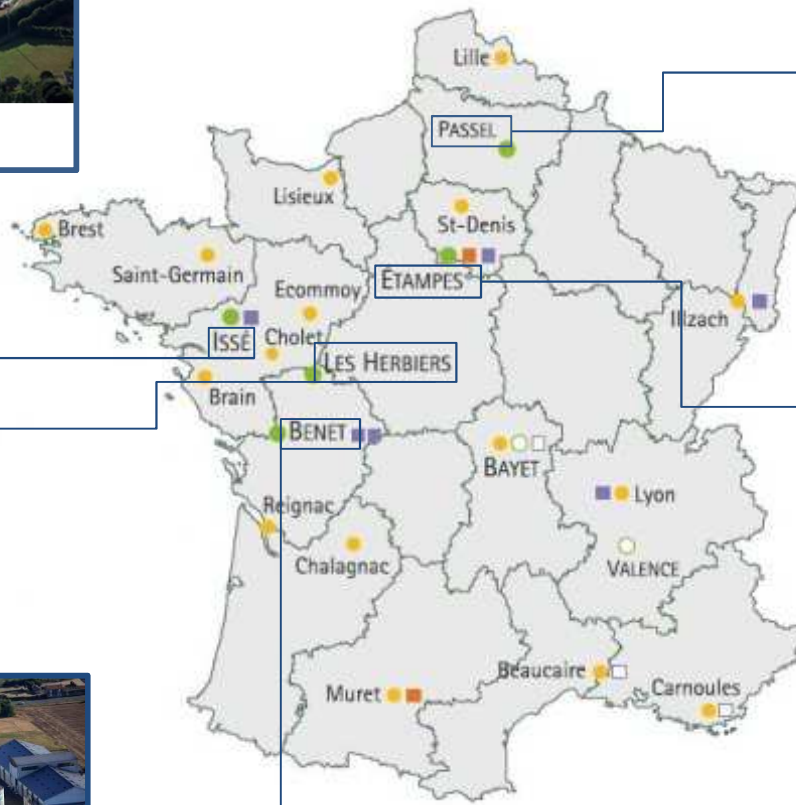 Lille
PASSEL
Lisieux
St-Denis
Brest
Saint-Germain
Ecommoy
ÉTAMPES
Illzach
ISSÉ
Cholet
LES HERBIERS
Brain
BENET
BAYET
Lyon
Reignac
Chalagnac
VALENCE
Beaucaire
Muret
Carnoules